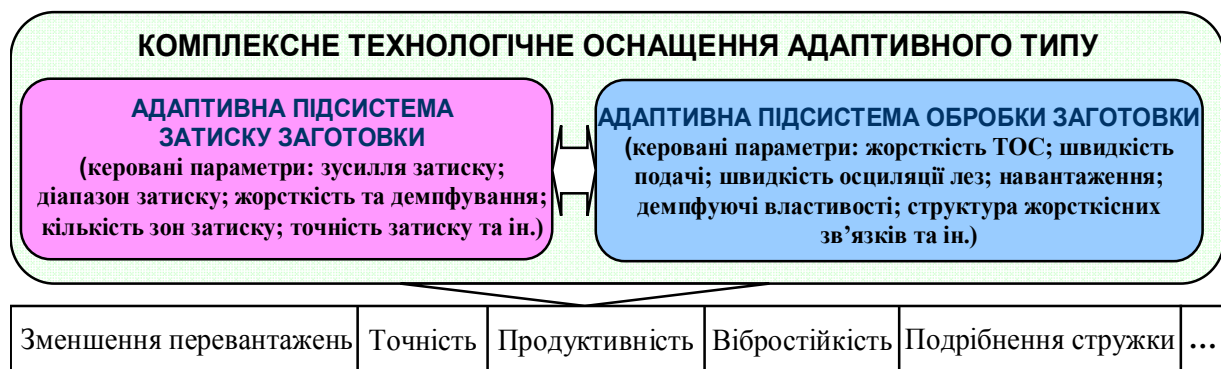 КОМПЛЕКСНЕ ТЕХНОЛОГІЧНЕ ОСНАЩЕННЯ АДАПТИВНОГО ТИПУ
АДАПТИВНА ПІДСИСТЕМА
ЗАТИСКУ ЗАГОТОВКИ
(керовані параметри: зусилля затиску;
діапазон затиску; жорсткість та демпфування;
кількість зон затиску; точність затиску та ін.)
АДАПТИВНА ПІДСИСТЕМА ОБРОБКИ ЗАГОТОВКИ
(керовані параметри: жорсткість ТОС; швидкість
подачі; швидкість осциляції лез; навантаження;
демпфуючі властивості; структура жорсткісних
зв’язків та ін.)
Зменшення перевантажень
Точність
Продуктивність
Вібростійкість
Подрібнення стружки
...